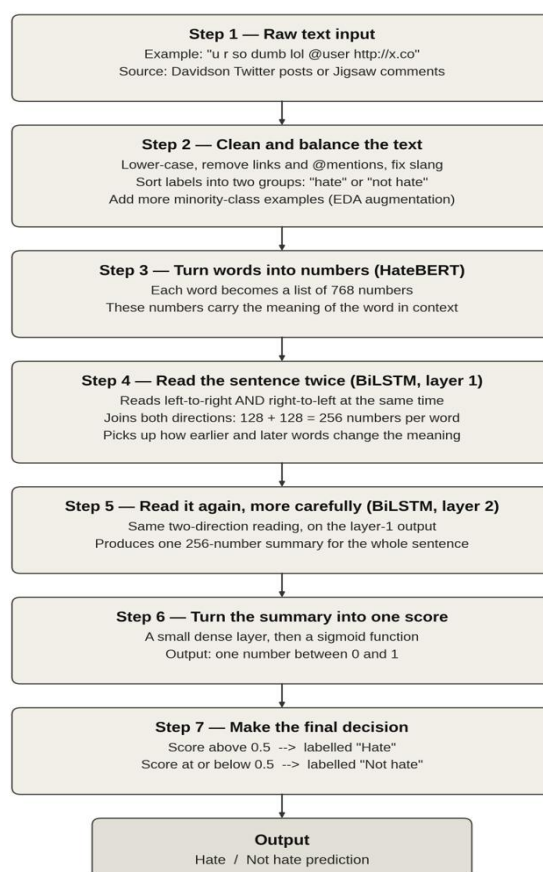 Step 1 — Raw text input
Example: "u r so dumb lol @user http://x.co"
Source: Davidson Twitter posts or Jigsaw comments
Step 2 — Clean and balance the text
Lower-case, remove links and @mentions, fix slang
Sort labels into two groups: "hate" or "not hate"
Add more minority-class examples (EDA augmentation)
Step 3 — Turn words into numbers (HateBERT)
Each word becomes a list of 768 numbers
These numbers carry the meaning of the word in context
Step 4 — Read the sentence twice (BiLSTM, layer 1)
Reads left-to-right AND right-to-left at the same time
Joins both directions: 128 + 128 = 256 numbers per word
Picks up how earlier and later words change the meaning
Step 5 — Read it again, more carefully (BiLSTM, layer 2)
Same two-direction reading, on the layer-1 output
Produces one 256-number summary for the whole sentence
Step 6 — Turn the summary into one score
A small dense layer, then a sigmoid function
Output: one number between 0 and 1
Step 7 — Make the final decision
Score above 0.5 --> labelled "Hate"
Score at or below 0.5 --> labelled "Not hate"
Output
Hate / Not hate prediction